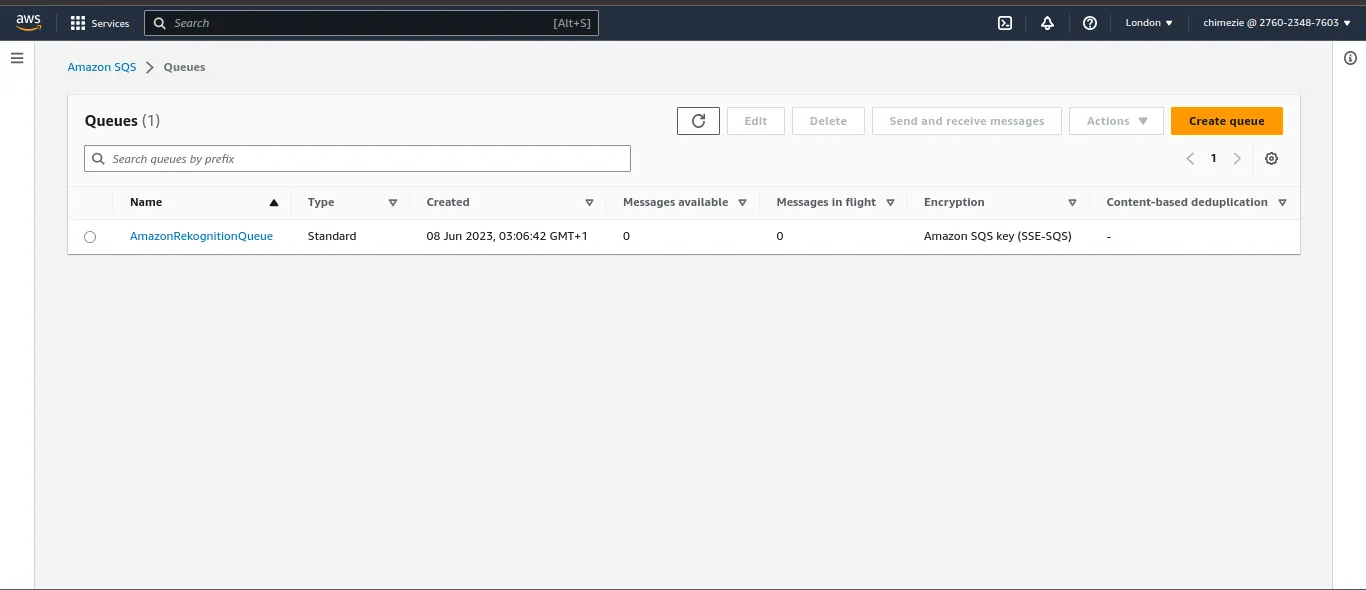 aws Services Search [Alt+S] London chimezie @ 2760-2348-7603
Amazon SQS Queues
Queues (1) Edit Delete Send and receive messages Actions Create queue
Search queues by prefix 1
Name Type Created Messages available Messages in flight Encryption Content-based deduplication
AmazonRekognitionQueue Standard 08 Jun 2023, 03:06:42 GMT+1 0 0 Amazon SQS key (SSE-SQS) -